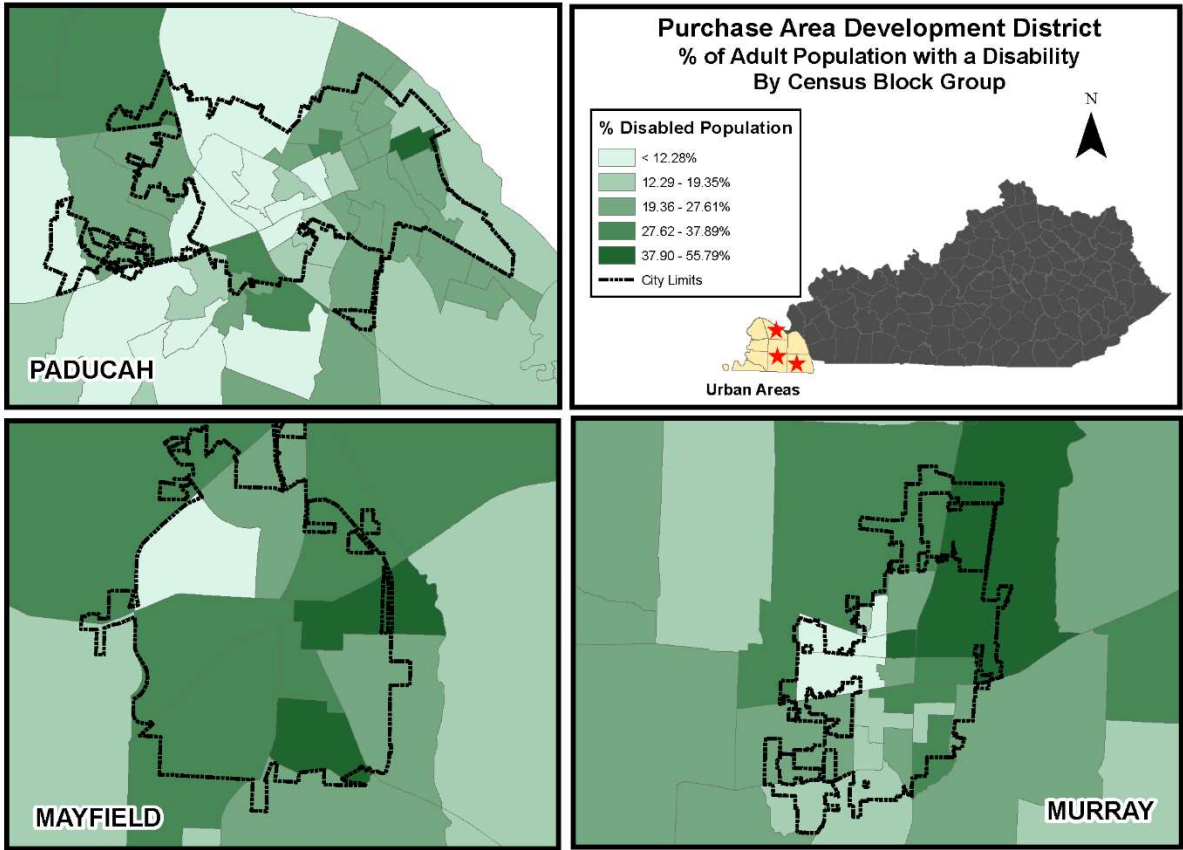 PADUCAH
Purchase Area Development District
% of Adult Population with a Disability
By Census Block Group
N
% Disabled Population
< 12.28%
12.29 - 19.35%
19.36 - 27.61%
27.62 - 37.89%
37.90 - 55.79%
City Limits
Urban Areas
MAYFIELD
MURRAY